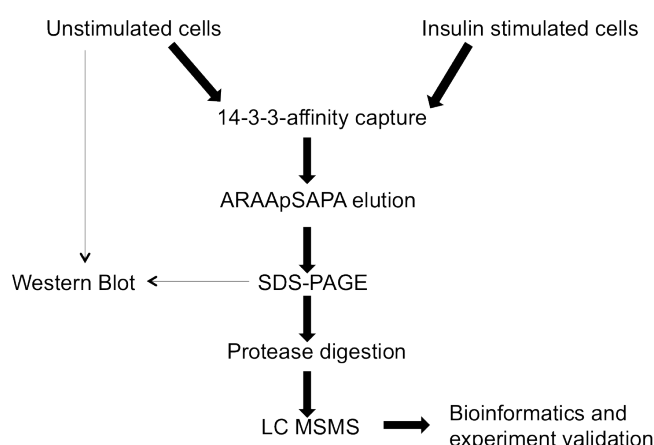 Unstimulated cells
Insulin stimulated cells
14-3-3-affinity capture
ARAApSAPA elution
Western Blot
SDS-PAGE
Protease digestion
LC MSMS
Bioinformatics and
experiment validation